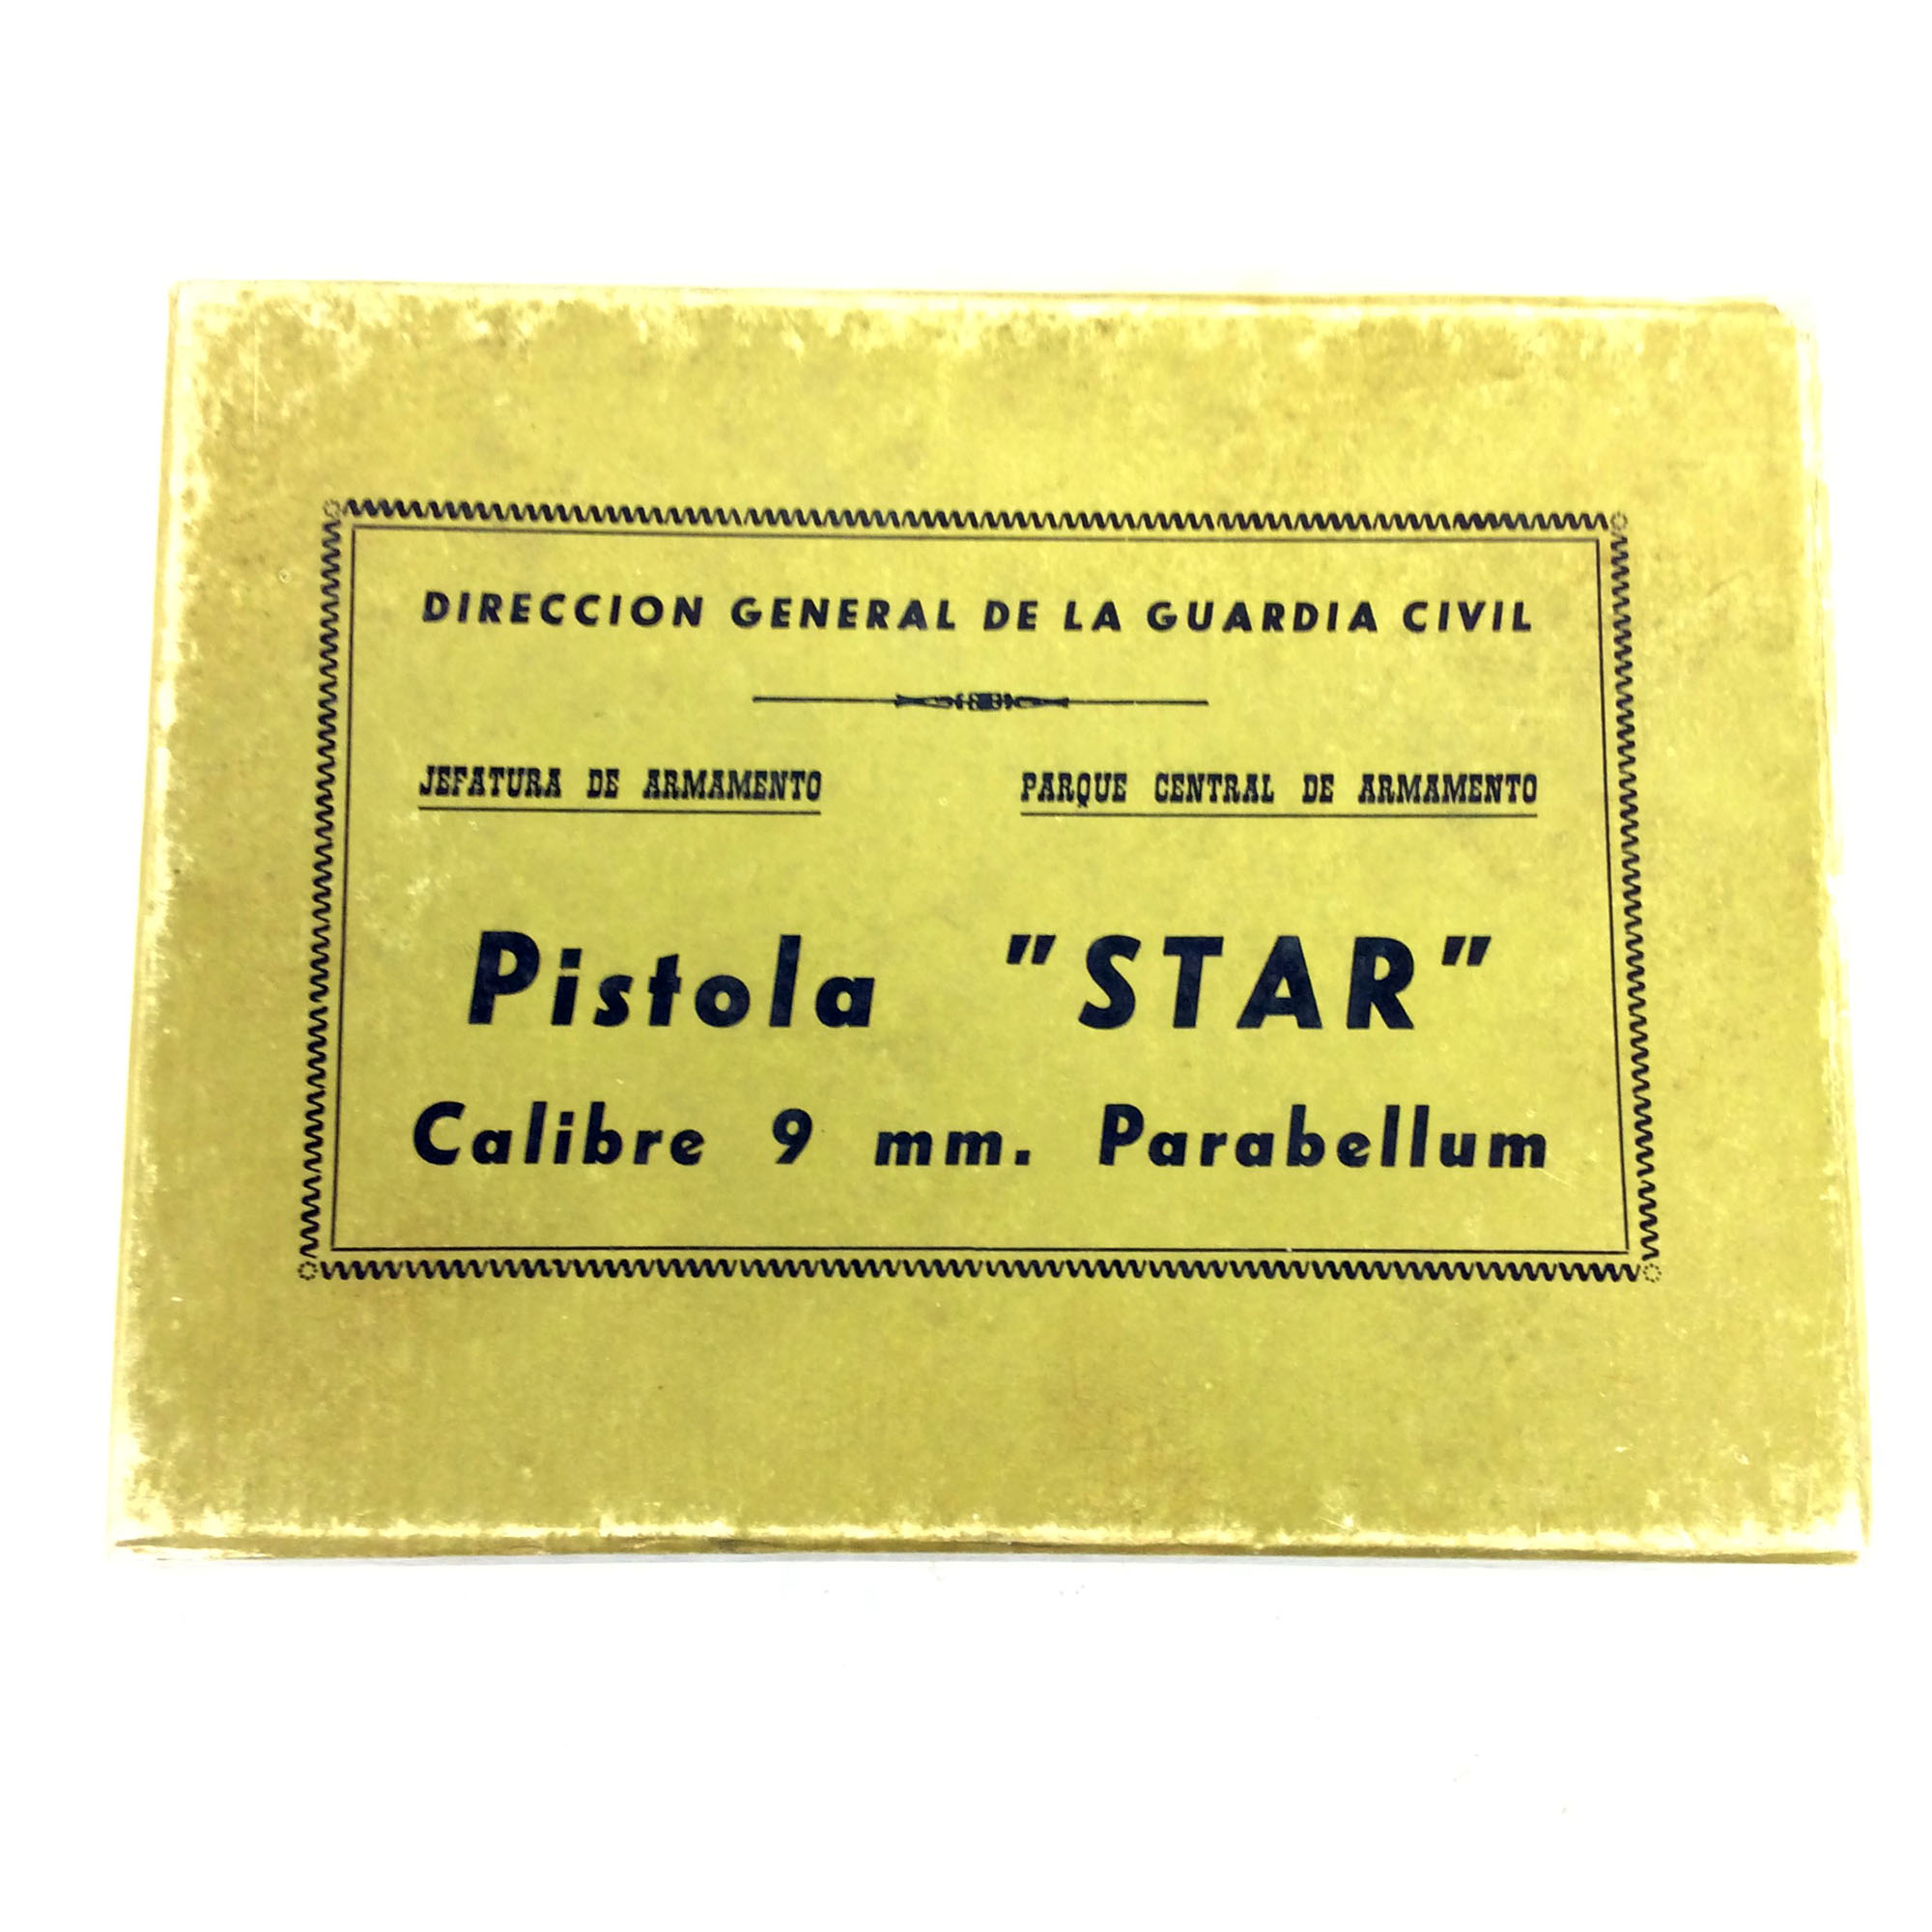 DIRECCION GENERAL DE LA GUARDIA CIVIL
JEFATURA DE ARMAMENTO PARQUE CENTRAL DE ARMAMENTO
Pistola "STAR"
Calibre 9 mm. Parabellum